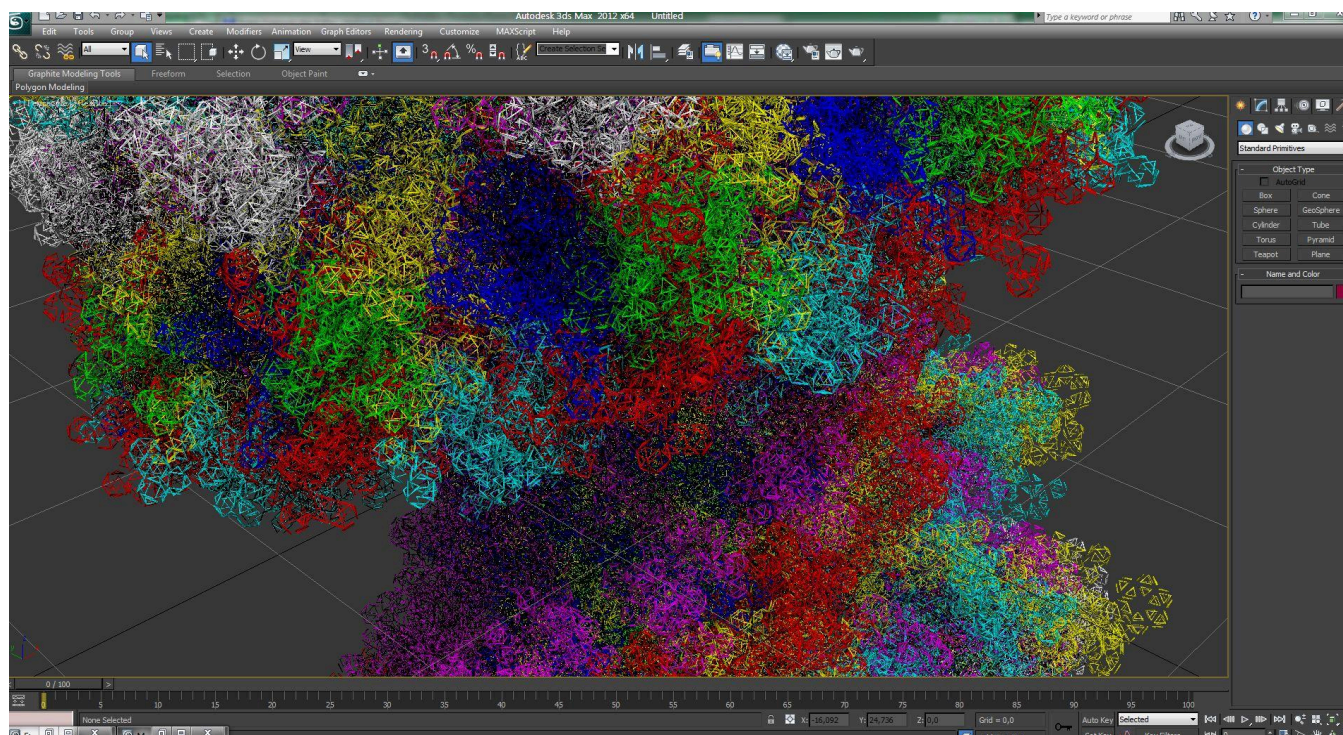 Autodesk 3ds Max 2012 x64 Untitled
Type a keyword or phrase
Edit Tools Group Views Create Modifiers Animation Graph Editors Rendering Customize MAXScript Help
All View Create Selection Se
Graphite Modeling Tools Freeform Selection Object Paint
Polygon Modeling
Standard Primitives
Object Type
AutoGrid
Box Cone
Sphere GeoSphere
Cylinder Tube
Torus Pyramid
Teapot Plane
Name and Color
0 / 100
0 5 10 15 20 25 30 35 40 45 50 55 60 65 70 75 80 85 90 95 100
None Selected X: -16,092 Y: 24,736 Z: 0,0 Grid = 0,0 Auto Key Selected